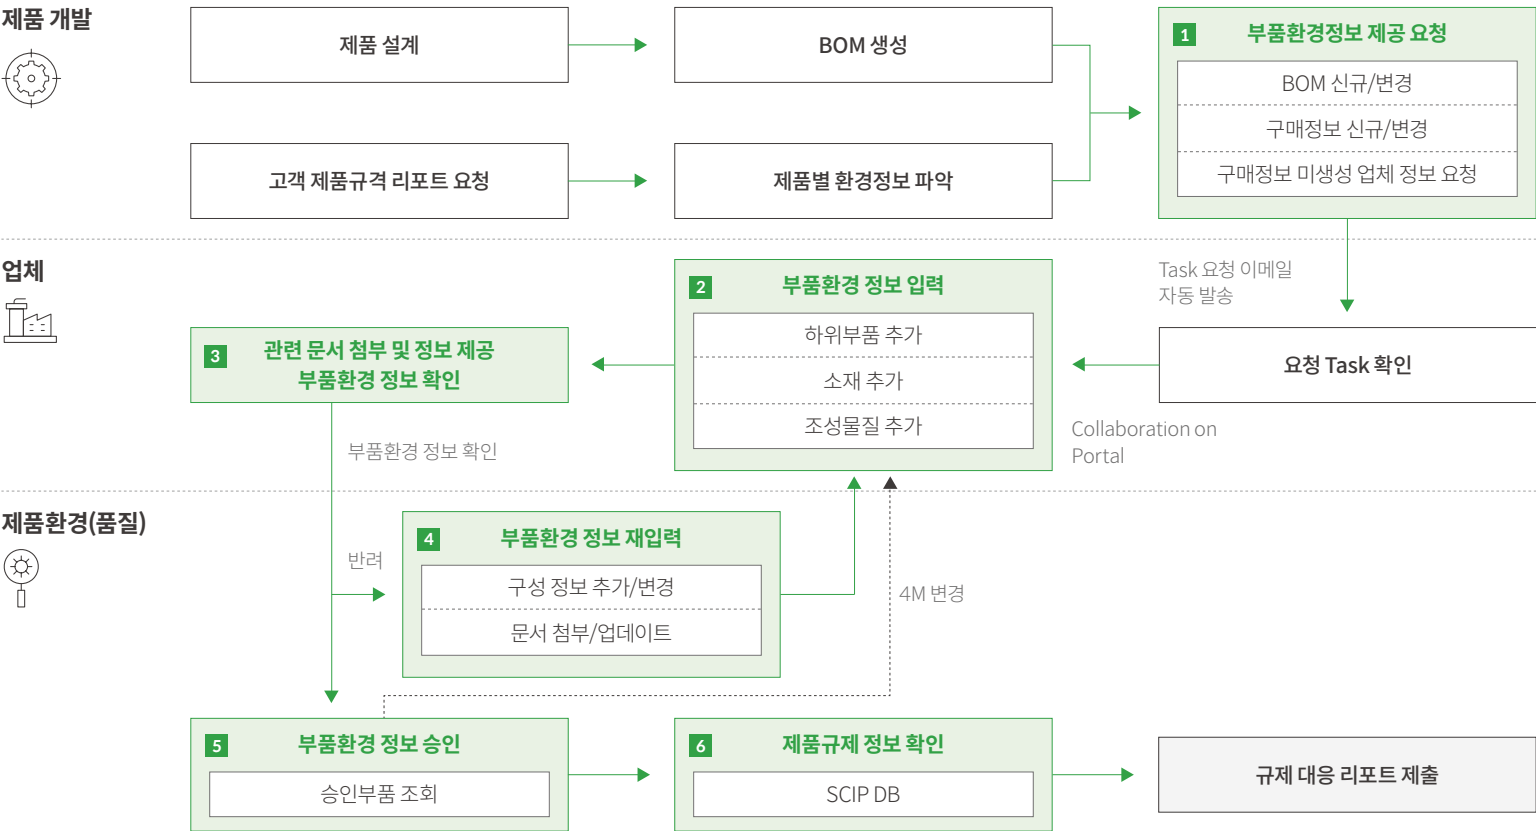 제품 개발
제품 설계
BOM 생성
1
부품환경정보 제공 요청
BOM 신규/변경
구매정보 신규/변경
구매정보 미생성 업체 정보 요청
고객 제품규격 리포트 요청
제품별 환경정보 파악
업체
Task 요청 이메일
자동 발송
요청 Task 확인
2
부품환경 정보 입력
하위부품 추가
소재 추가
조성물질 추가
Collaboration on
Portal
3
관련 문서 첨부 및 정보 제공
부품환경 정보 확인
부품환경 정보 확인
제품환경(품질)
반려
4
부품환경 정보 재입력
구성 정보 추가/변경
문서 첨부/업데이트
4M 변경
5
부품환경 정보 승인
승인부품 조회
6
제품규제 정보 확인
SCIP DB
규제 대응 리포트 제출